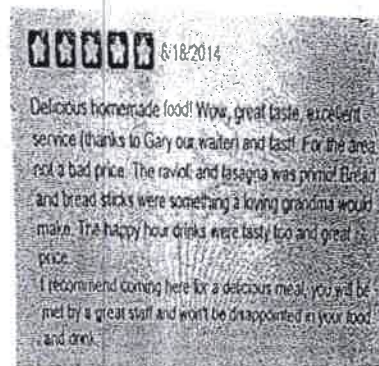 6/18/2014
Delicious homemade food! Wow, great taste, excellent
service (thanks to Gary our waiter) and fast! For the area
not a bad price. The ravioli and lasagna was primo! Bread
and bread sticks were something a loving grandma would
make. The happy hour drinks were tasty too and great
price.
I recommend coming here for a delicious meal, you will be
met by a great staff and won't be disappointed in your food
and drink.